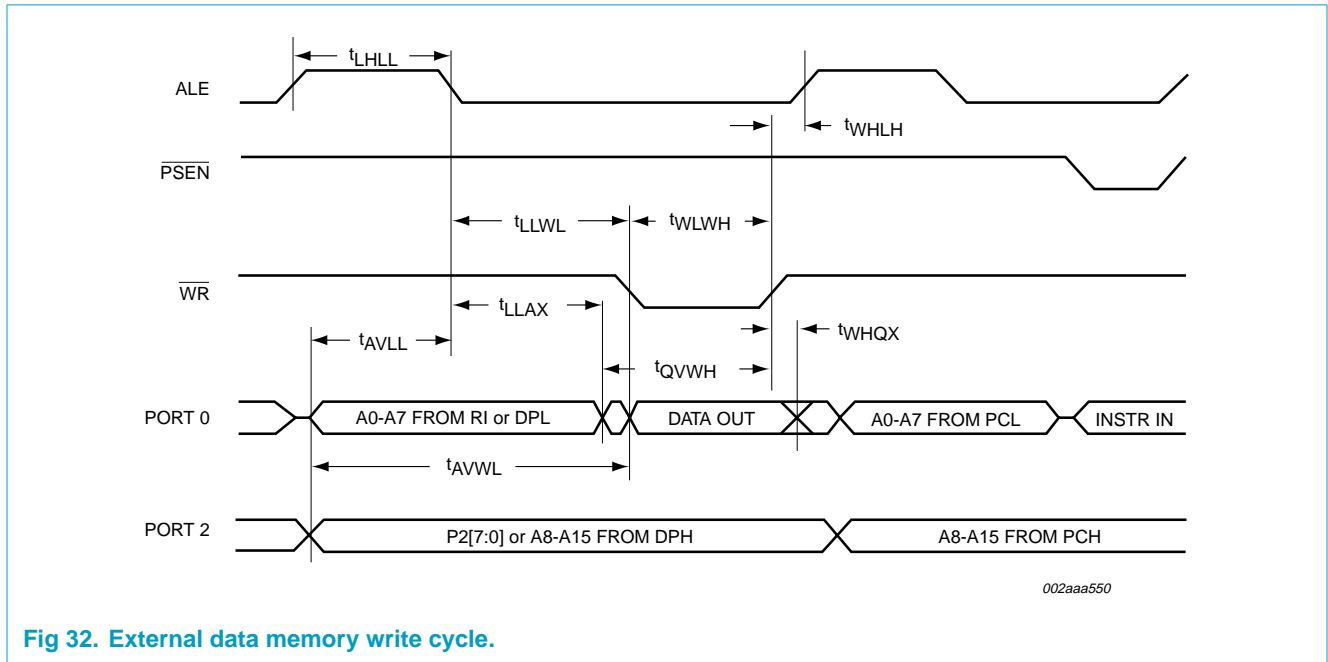 tLHLL
ALE
tWHLH
PSEN
tLLWL
tWLWH
WR
tLLAX
tWHQX
tAVLL
tQVWH
PORT 0
A0-A7 FROM RI or DPL
DATA OUT
A0-A7 FROM PCL
INSTR IN
tAVWL
PORT 2
P2[7:0] or A8-A15 FROM DPH
A8-A15 FROM PCH
002aaa550
Fig 32. External data memory write cycle.